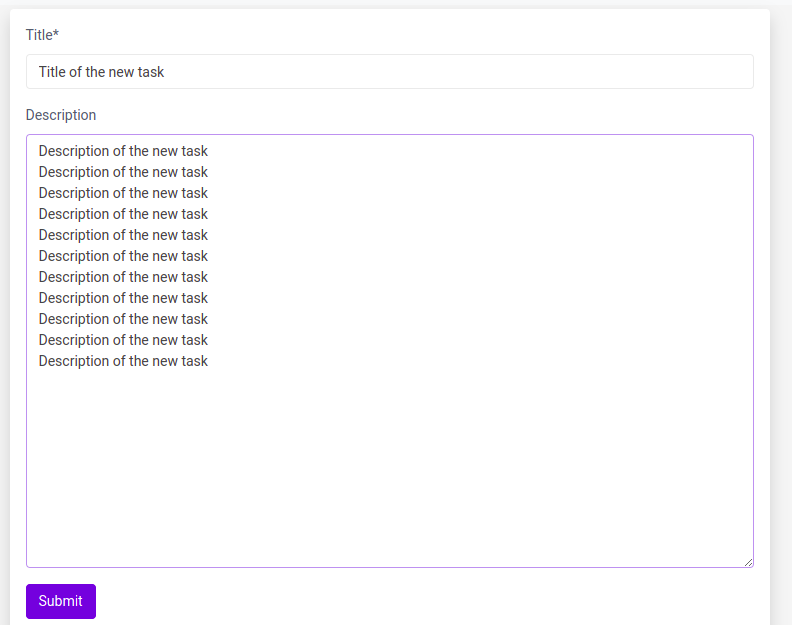 Title*
Title of the new task
Description
Description of the new task
Description of the new task
Description of the new task
Description of the new task
Description of the new task
Description of the new task
Description of the new task
Description of the new task
Description of the new task
Description of the new task
Description of the new task
Submit